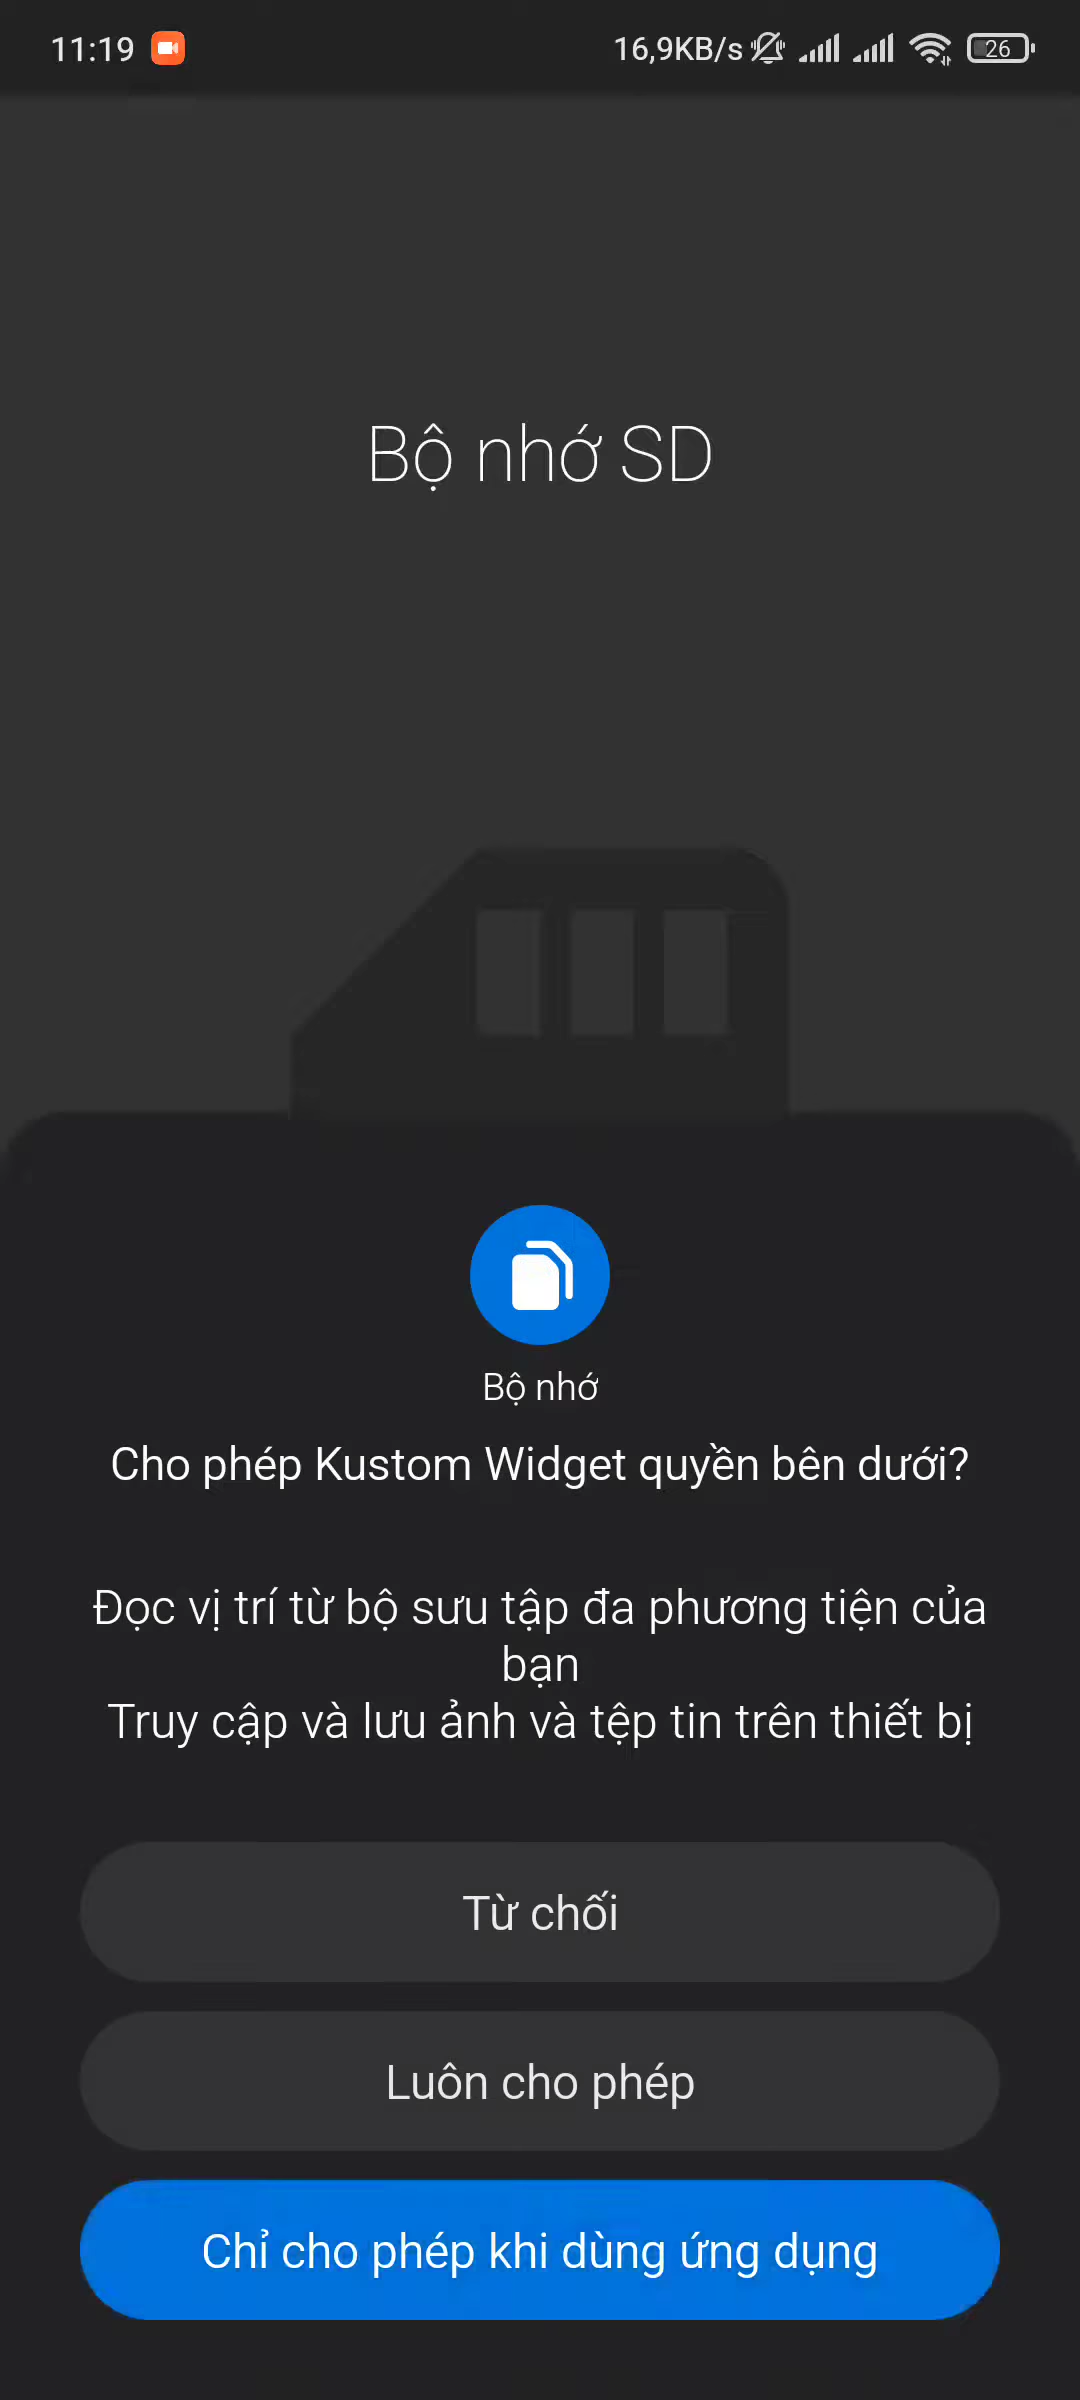 11:19
16,9KB/s
26
Bộ nhớ SD
Bộ nhớ
Cho phép Kustom Widget quyền bên dưới?
Đọc vị trí từ bộ sưu tập đa phương tiện của
bạn
Truy cập và lưu ảnh và tệp tin trên thiết bị
Từ chối
Luôn cho phép
Chỉ cho phép khi dùng ứng dụng